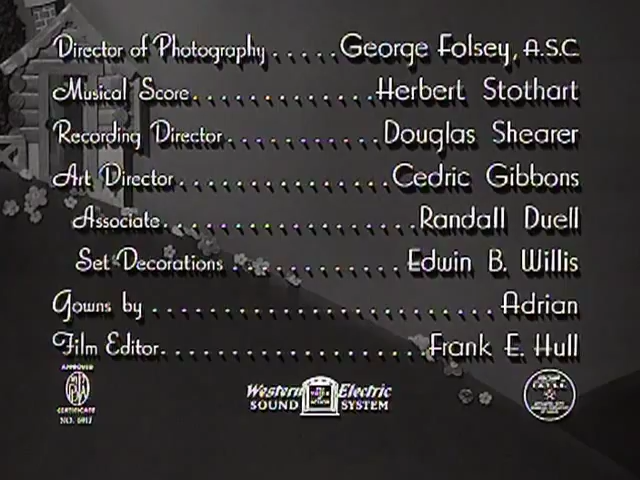 Director of Photography ..... George Folsey, A.S.C.
Musical Score ............. Herbert Stothart
Recording Director ........... Douglas Shearer
Art Director ............... Cedric Gibbons
Associate ................. Randall Duell
Set Decorations ............ Edwin B. Willis
Gowns by ...................... Adrian
Film Editor .................. Frank E. Hull
APPROVED
CERTIFICATE
NO.
Western Electric
SOUND SYSTEM